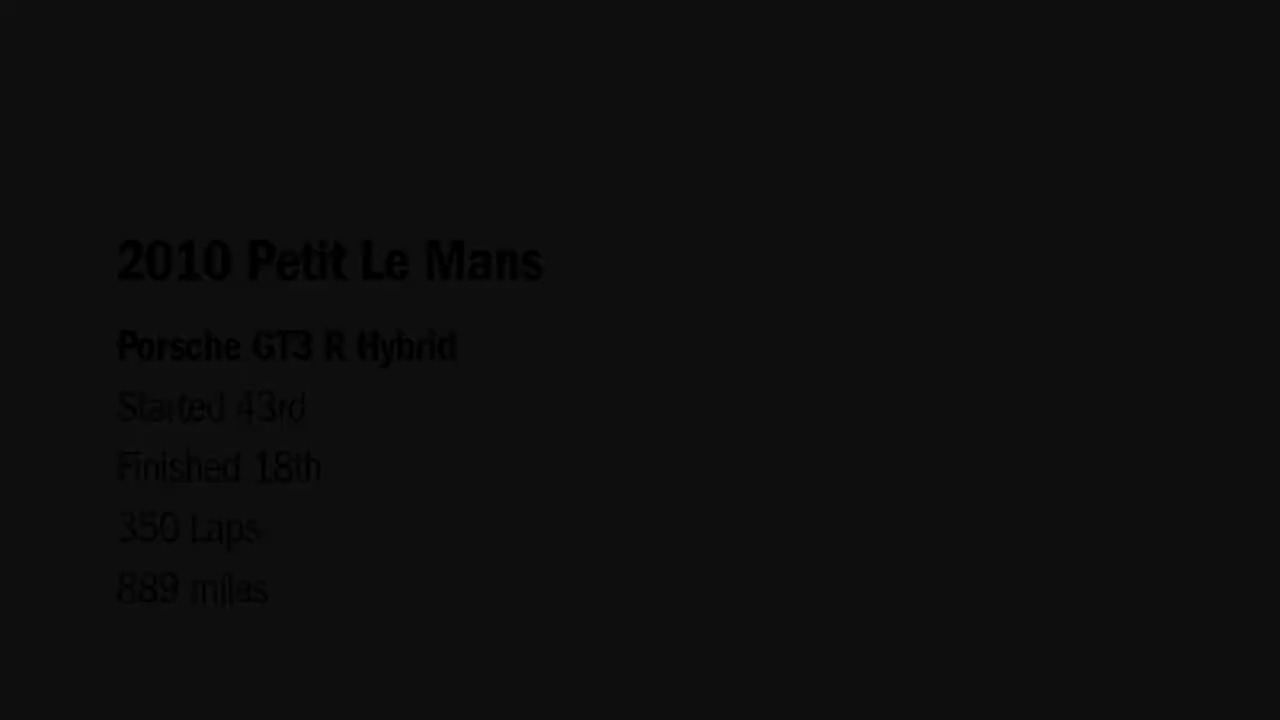 2010 Petit Le Mans
Porsche GT3 R Hybrid
Started 43rd
Finished 18th
350 Laps
889 miles